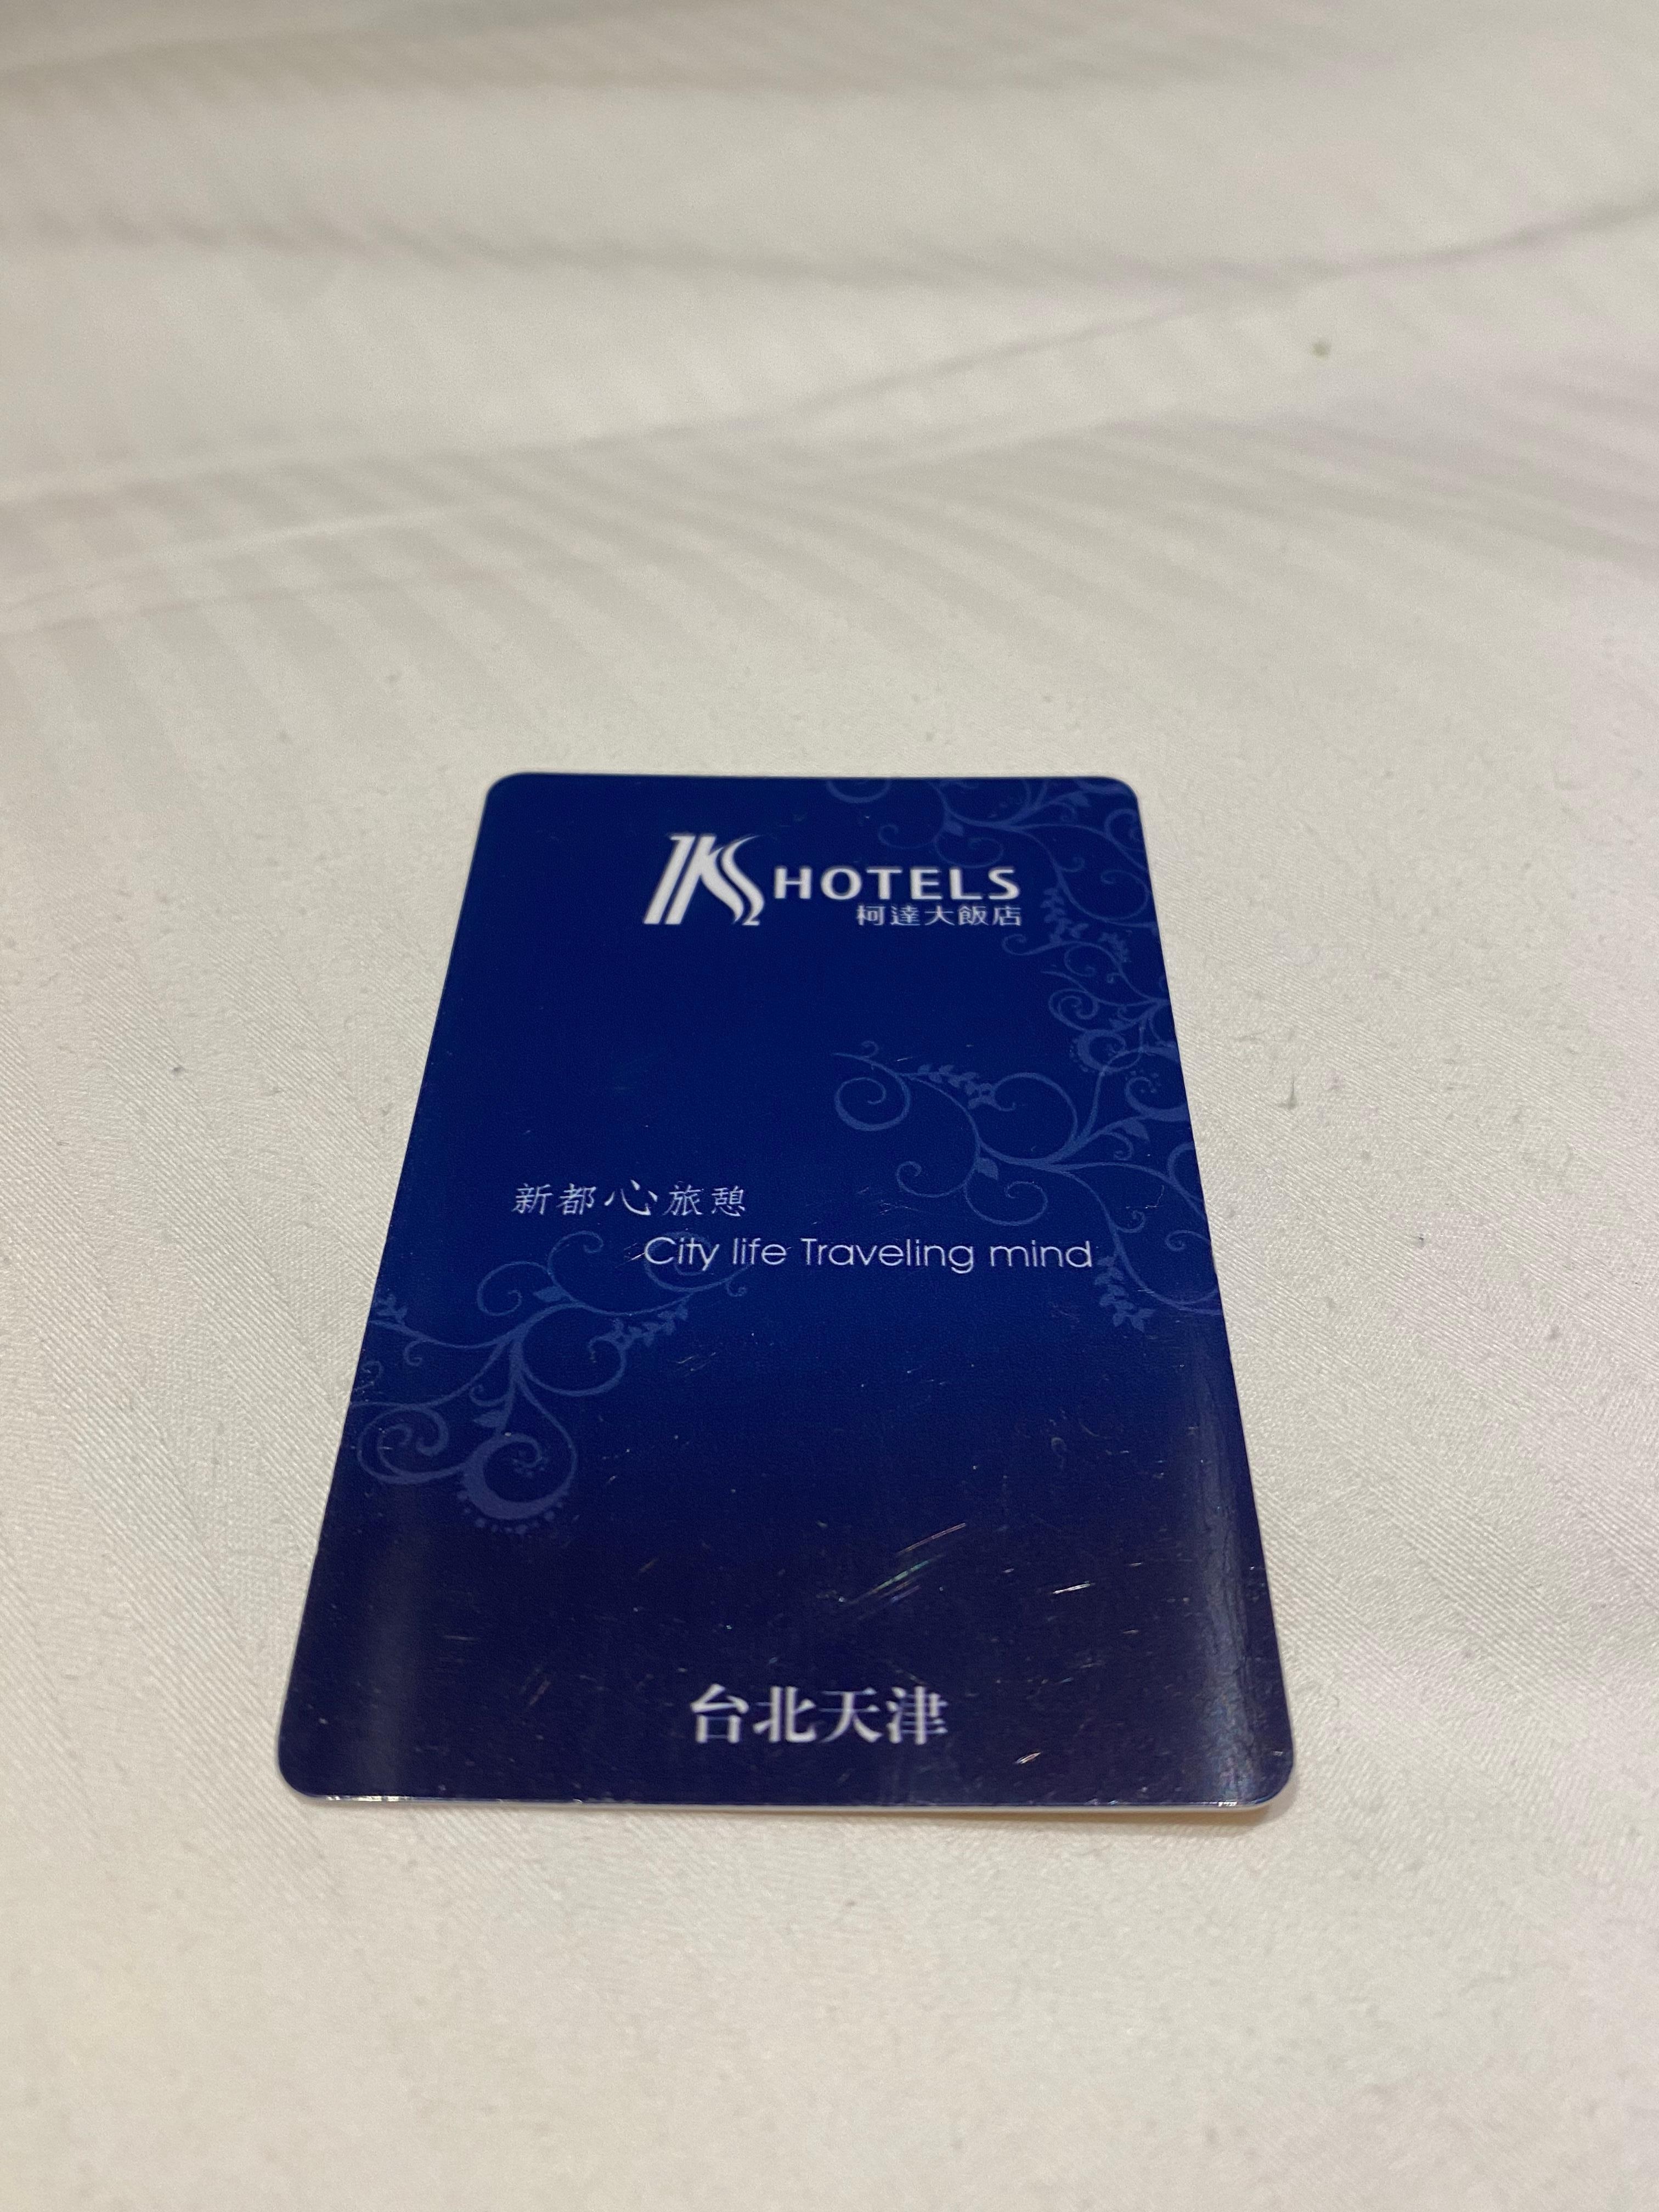 K HOTELS
柯達大飯店
新都心旅憩
City life Traveling mind
台北天津